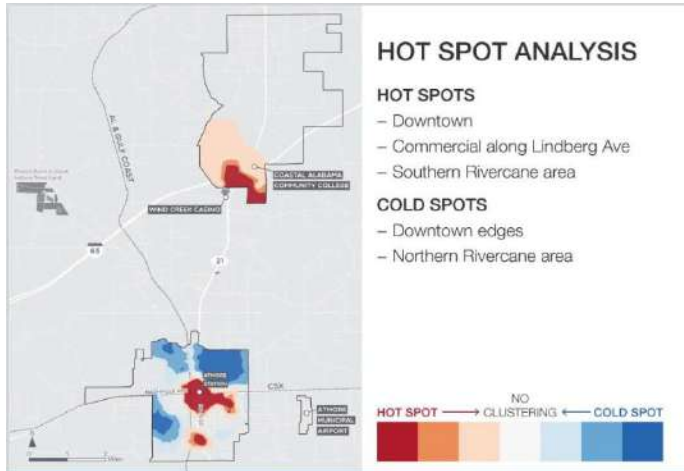 AL & GULF COAST
COASTAL ALABAMA
COMMUNITY COLLEGE
WIND CREEK CASINO
65
21
ATMORE
STATION
CSX
ATMORE
MUNICIPAL
AIRPORT
HOT SPOT ANALYSIS
HOT SPOTS
– Downtown
– Commercial along Lindberg Ave
– Southern Rivercane area
COLD SPOTS
– Downtown edges
– Northern Rivercane area
NO
HOT SPOT CLUSTERING COLD SPOT